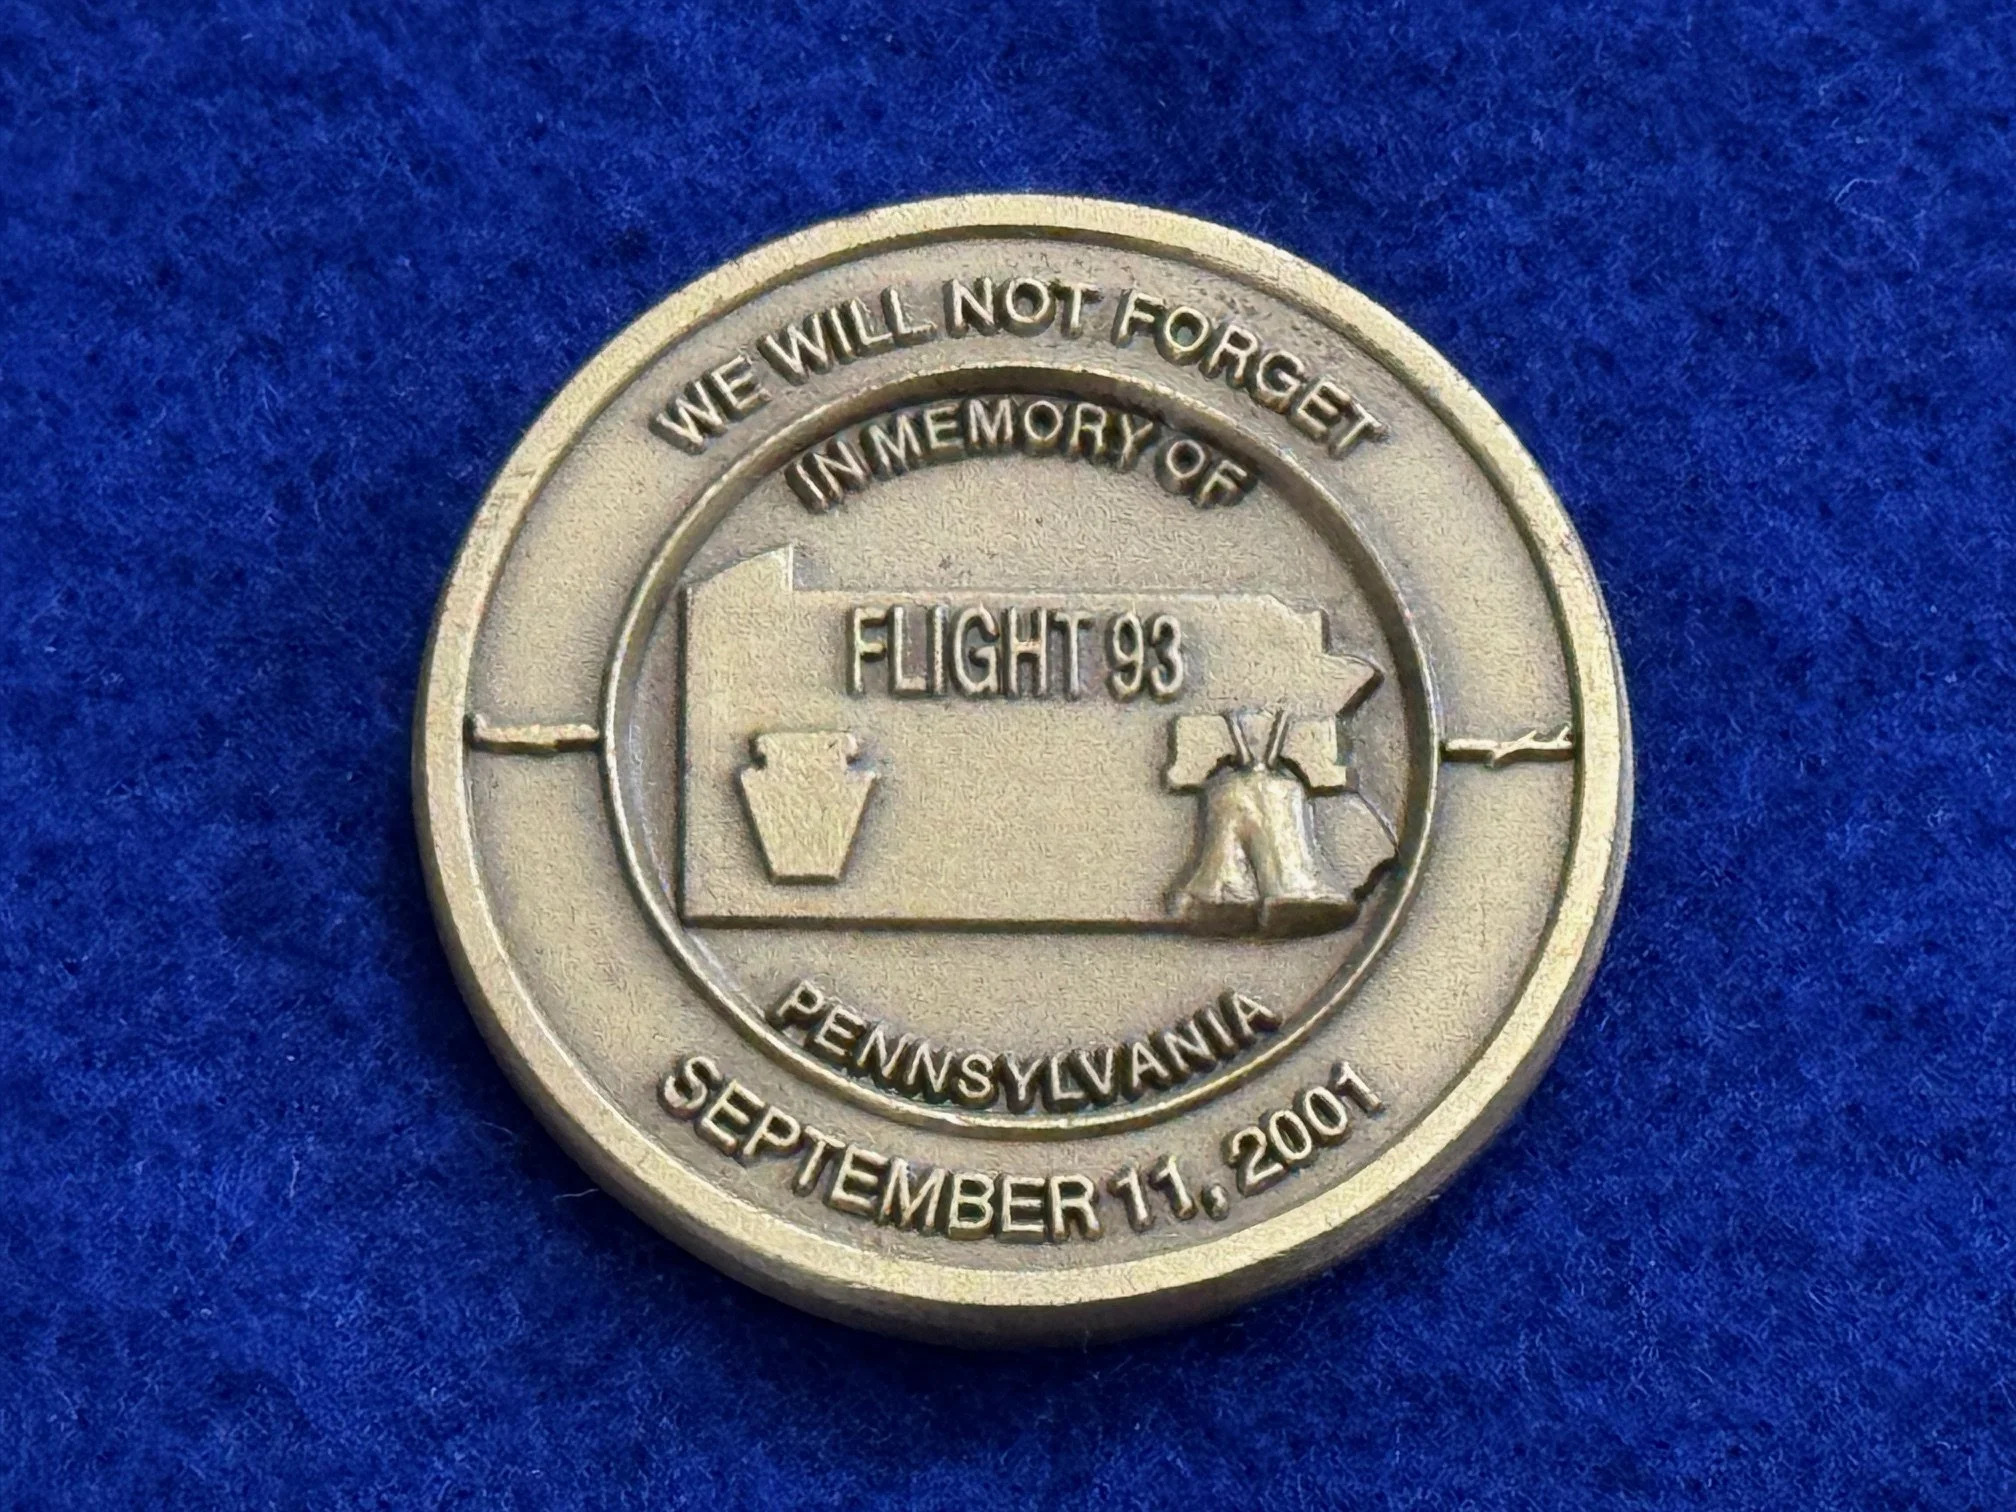 WE WILL NOT FORGET
IN MEMORY OF
FLIGHT 93
PENNSYLVANIA
SEPTEMBER 11, 2001